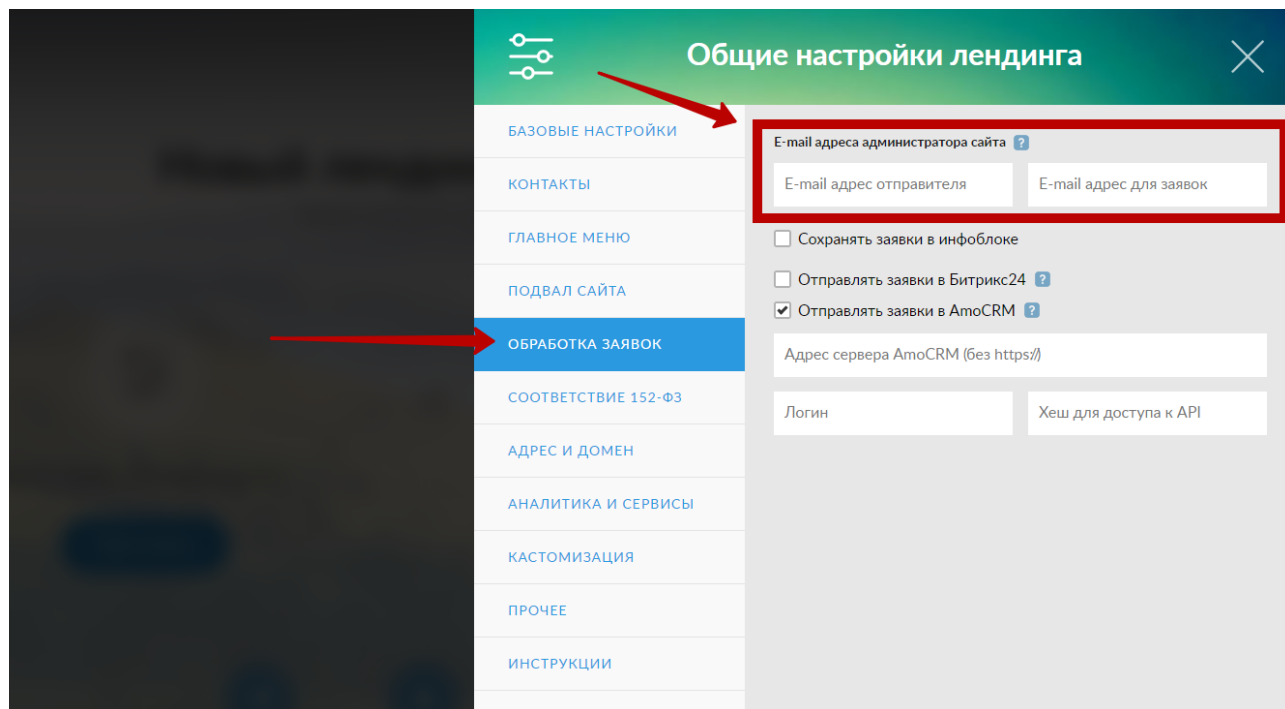 Общие настройки лендинга
БАЗОВЫЕ НАСТРОЙКИ
КОНТАКТЫ
ГЛАВНОЕ МЕНЮ
ПОДВАЛ САЙТА
ОБРАБОТКА ЗАЯВОК
СООТВЕТСТВИЕ 152-ФЗ
АДРЕС И ДОМЕН
АНАЛИТИКА И СЕРВИСЫ
КАСТОМИЗАЦИЯ
ПРОЧЕЕ
ИНСТРУКЦИИ
E-mail адреса администратора сайта ?
E-mail адрес отправителя E-mail адрес для заявок
Сохранять заявки в инфоблоке
Отправлять заявки в Битрикс24 ?
Отправлять заявки в AmoCRM ?
Адрес сервера AmoCRM (без https://)
Логин Хеш для доступа к API